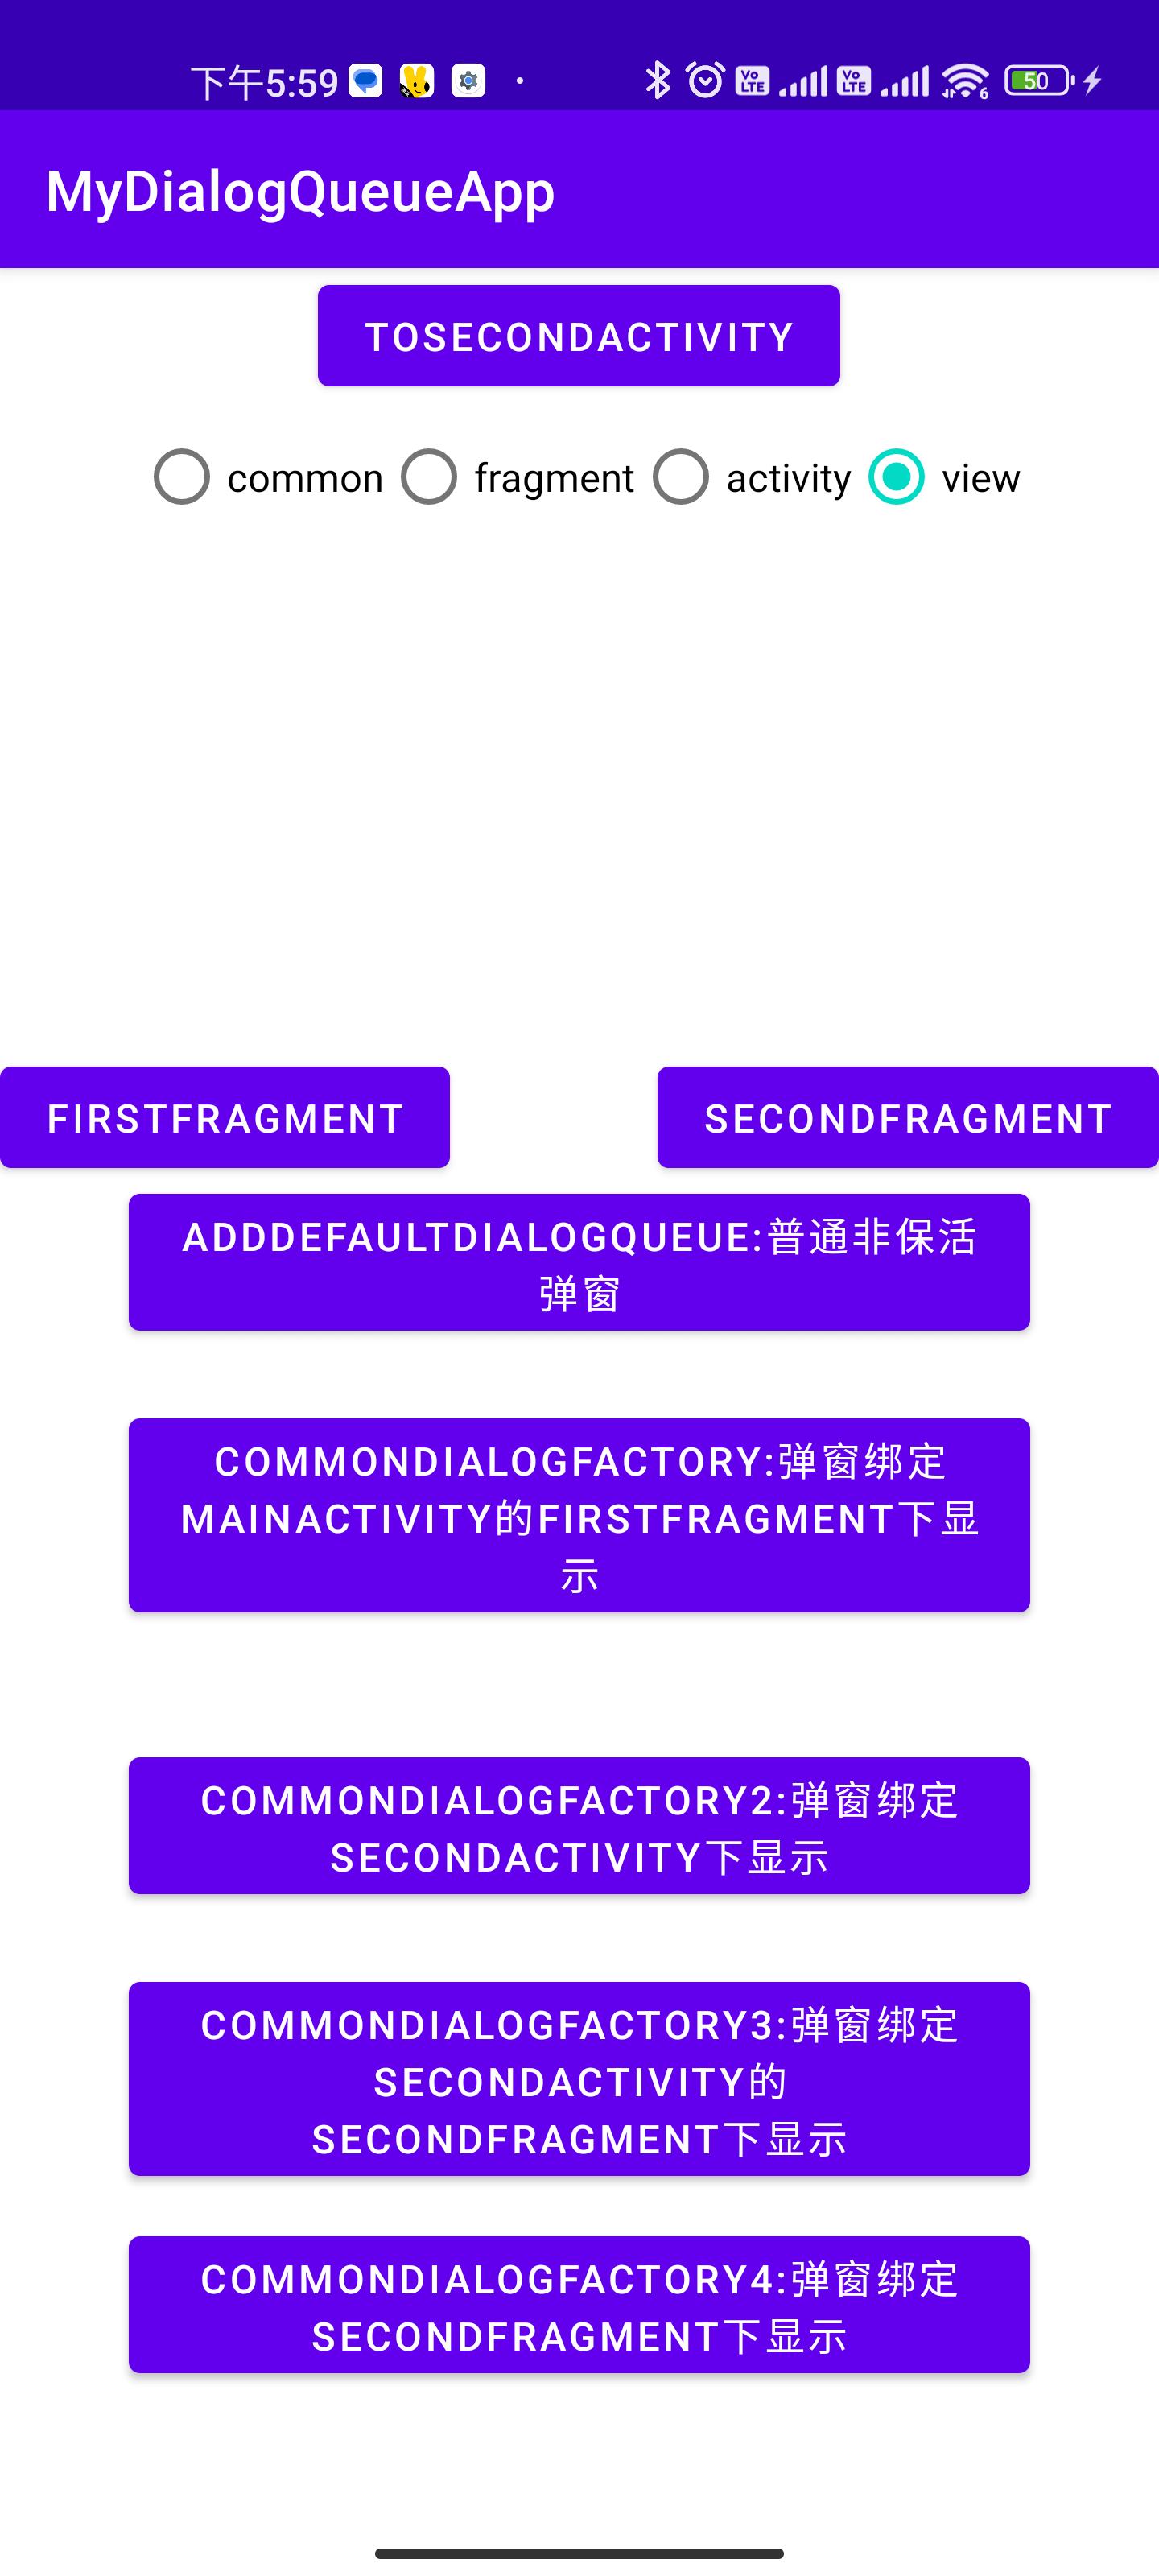 下午5:59
Vo LTE
Vo LTE
6
50
MyDialogQueueApp
TOSECONDACTIVITY
common fragment activity view
FIRSTFRAGMENT SECONDFRAGMENT
ADDDEFAULTDIALOGQUEUE:普通非保活
弹窗
COMMONDIALOGFACTORY:弹窗绑定
MAINACTIVITY的FIRSTFRAGMENT下显
示
COMMONDIALOGFACTORY2:弹窗绑定
SECONDACTIVITY下显示
COMMONDIALOGFACTORY3:弹窗绑定
SECONDACTIVITY的
SECONDFRAGMENT下显示
COMMONDIALOGFACTORY4:弹窗绑定
SECONDFRAGMENT下显示